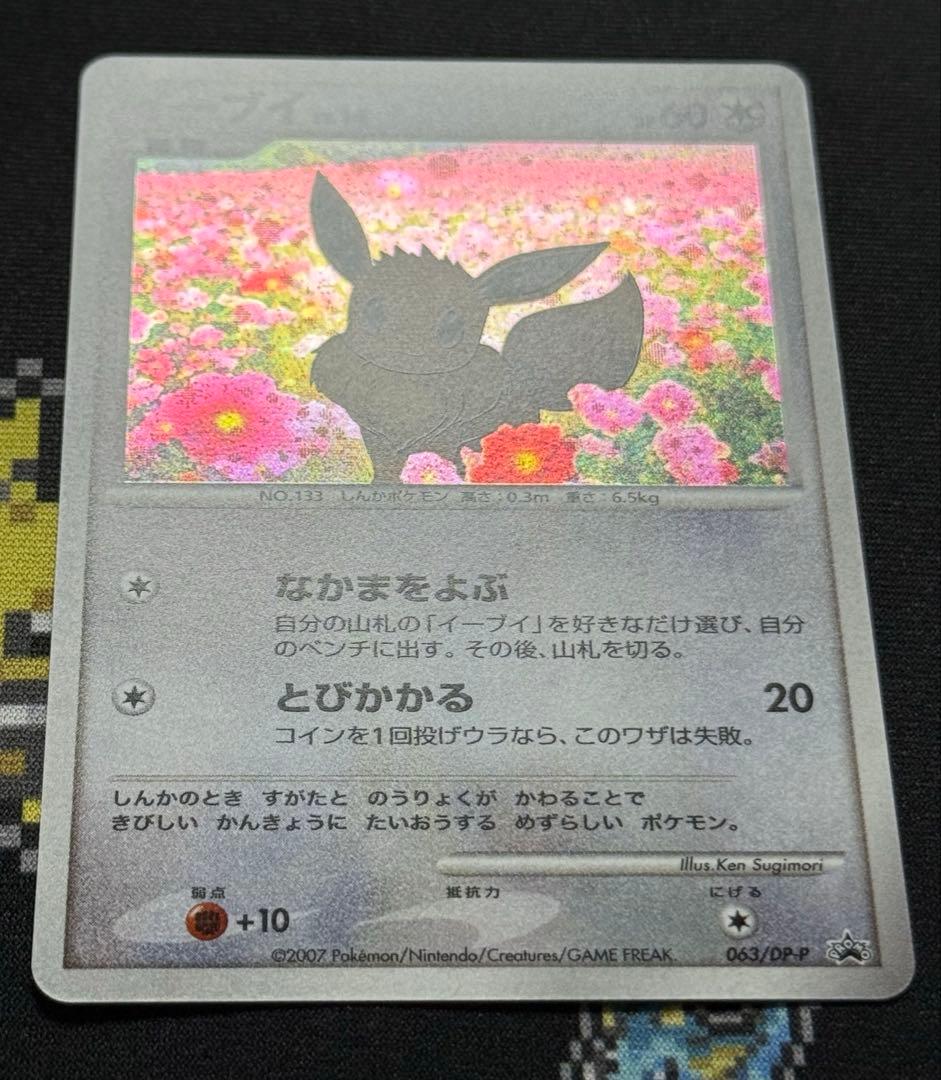 ーブイ
60
NO.133 しんかポケモン 高さ:0.3m 重さ:6.5kg
なかまをよぶ
自分の山札の「イーブイ」を好きなだけ選び、自分
のベンチに出す。その後、山札を切る。
とびかかる 20
コインを1回投げウラなら、このワザは失敗。
しんかのとき すがたと のうりょくが かわることで
きびしい かんきょうに たいおうする めずらしい ポケモン。
Illus.Ken Sugimori
弱点 抵抗力 にげる
+10
©2007 Pokémon/Nintendo/Creatures/GAME FREAK. 063/DP-P